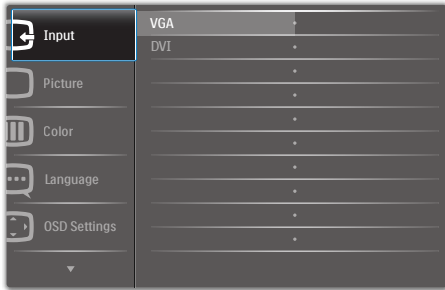 Input
Picture
Color
Language
OSD Settings
VGA
DVI